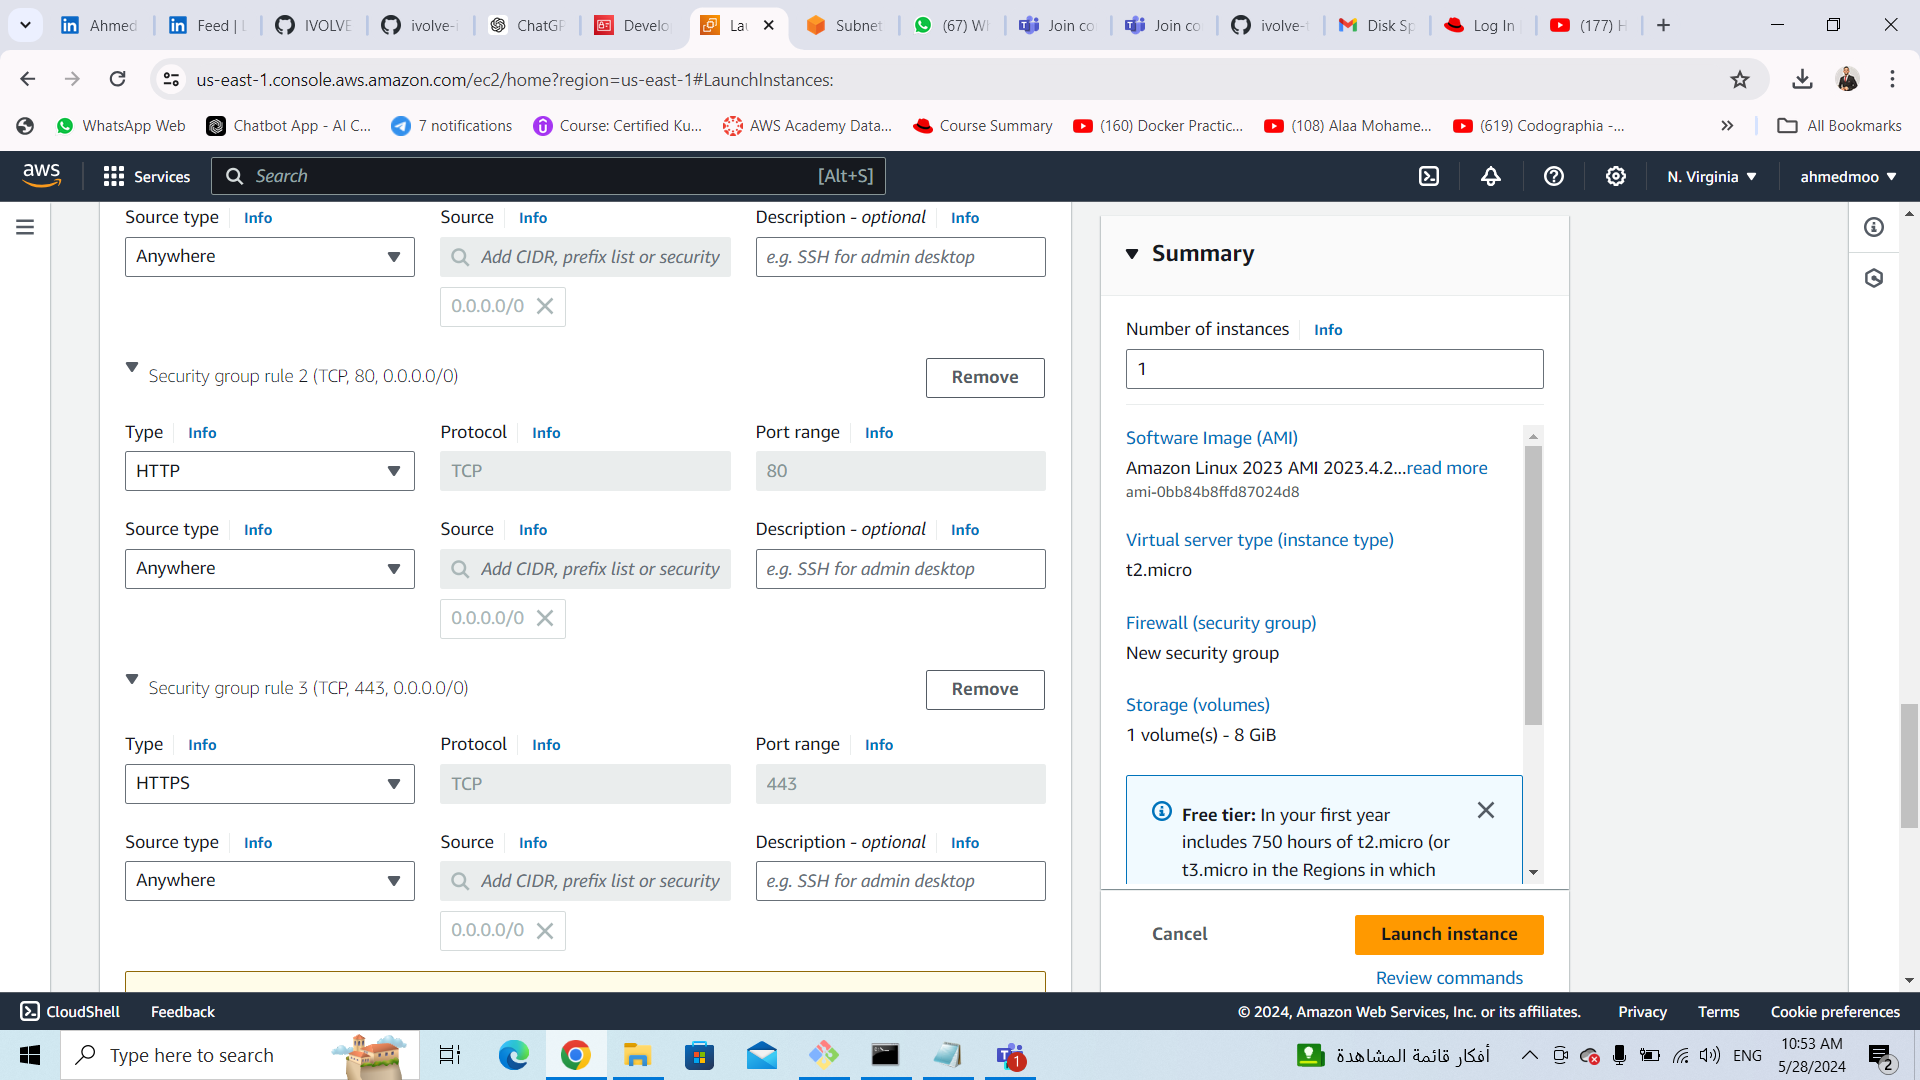 Ahmed
Feed | L
IVOLVE
ivolve-
ChatGP
Develo
La
Subnet
(67) W
Join co
Join co
ivolve-
Disk Sp
Log In
(177) H
us-east-1.console.aws.amazon.com/ec2/home?region=us-east-1#LaunchInstances:
WhatsApp Web
Chatbot App - AI C...
7 notifications
Course: Certified Ku...
AWS Academy Data...
Course Summary
(160) Docker Practic...
(108) Alaa Mohame...
(619) Codographia -...
All Bookmarks
aws
Services
Search
[Alt+S]
N. Virginia
ahmedmoo
Source type Info
Source Info
Description - optional Info
Anywhere
Add CIDR, prefix list or security
e.g. SSH for admin desktop
0.0.0.0/0
Security group rule 2 (TCP, 80, 0.0.0.0/0)
Remove
Type Info
Protocol Info
Port range Info
HTTP
TCP
80
Source type Info
Source Info
Description - optional Info
Anywhere
Add CIDR, prefix list or security
e.g. SSH for admin desktop
0.0.0.0/0
Security group rule 3 (TCP, 443, 0.0.0.0/0)
Remove
Type Info
Protocol Info
Port range Info
HTTPS
TCP
443
Source type Info
Source Info
Description - optional Info
Anywhere
Add CIDR, prefix list or security
e.g. SSH for admin desktop
0.0.0.0/0
Summary
Number of instances Info
1
Software Image (AMI)
Amazon Linux 2023 AMI 2023.4.2...read more
ami-0bb84b8ffd87024d8
Virtual server type (instance type)
t2.micro
Firewall (security group)
New security group
Storage (volumes)
1 volume(s) - 8 GiB
Free tier: In your first year
includes 750 hours of t2.micro (or
t3.micro in the Regions in which
Cancel
Launch instance
Review commands
CloudShell
Feedback
© 2024, Amazon Web Services, Inc. or its affiliates.
Privacy
Terms
Cookie preferences
Type here to search
1
أفكار قائمة المشاهدة
ENG
10:53 AM
5/28/2024
2